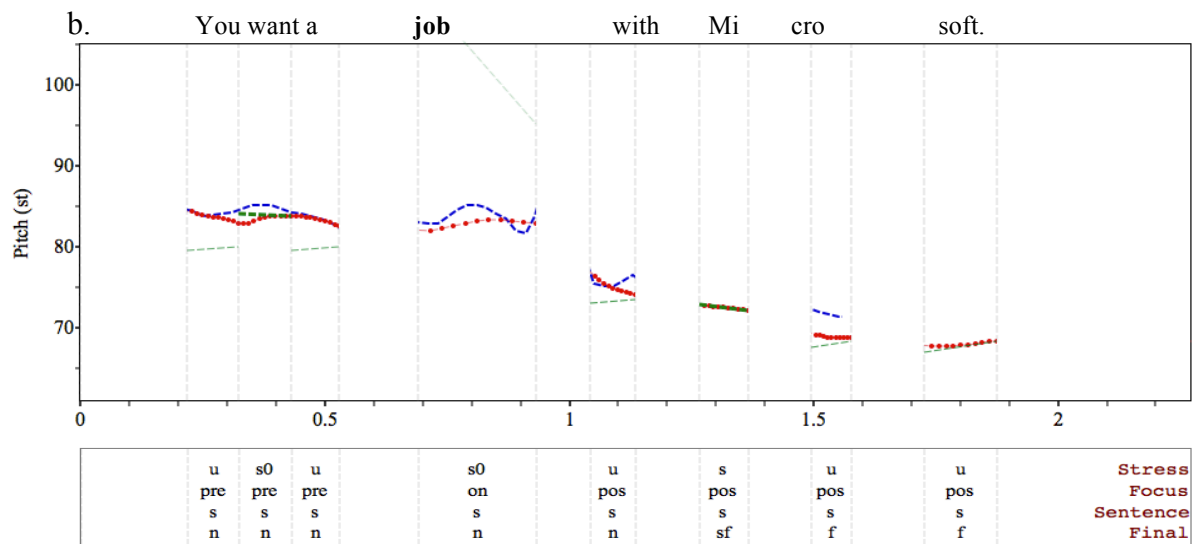 b. You want a job with Mi cro soft.
100
90
Pitch (st)
80
70
0 0.5 1 1.5 2
u s0 u s0 u s u u Stress
pre pre pre on pos pos pos pos Focus
s s s s s s s s Sentence
n n n n n sf f f Final